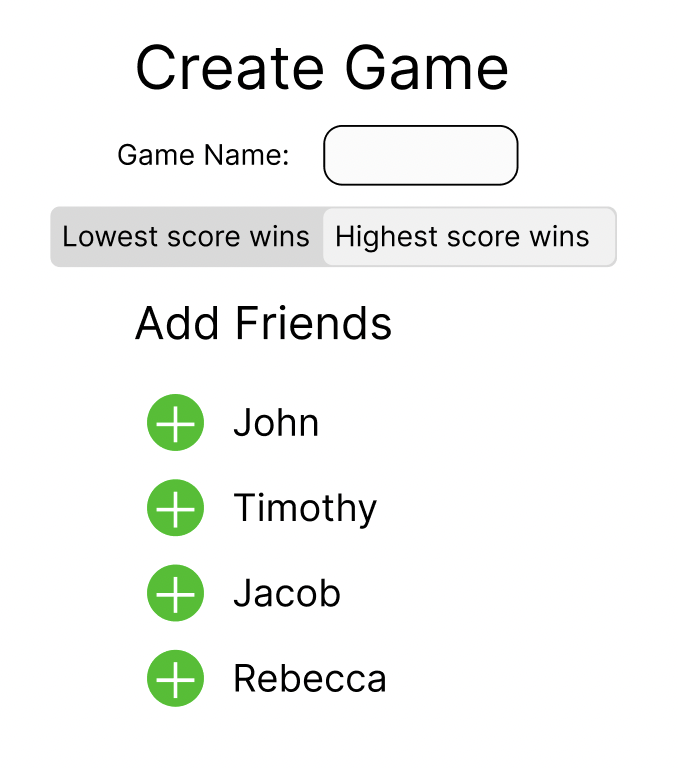 Create Game
Game Name:
Lowest score wins Highest score wins
Add Friends
John
Timothy
Jacob
Rebecca